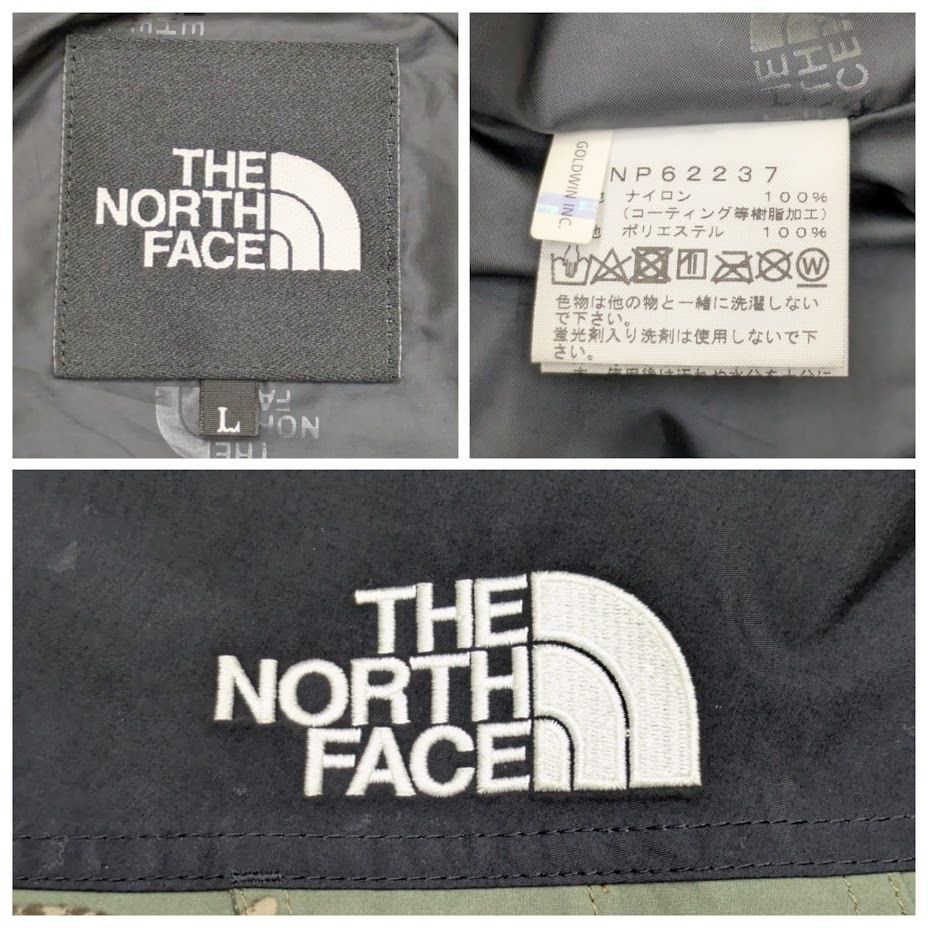 THE
NORTH
FACE
L
GOLDWIN INC.
NP62237
ナイロン 100%
(コーティング等樹脂加工)
地 ポリエステル 100%
W
色物は他の物と一緒に洗濯しない
で下さい。
蛍光剤入り洗剤は使用しないで下
さい。
THE
NORTH
FACE